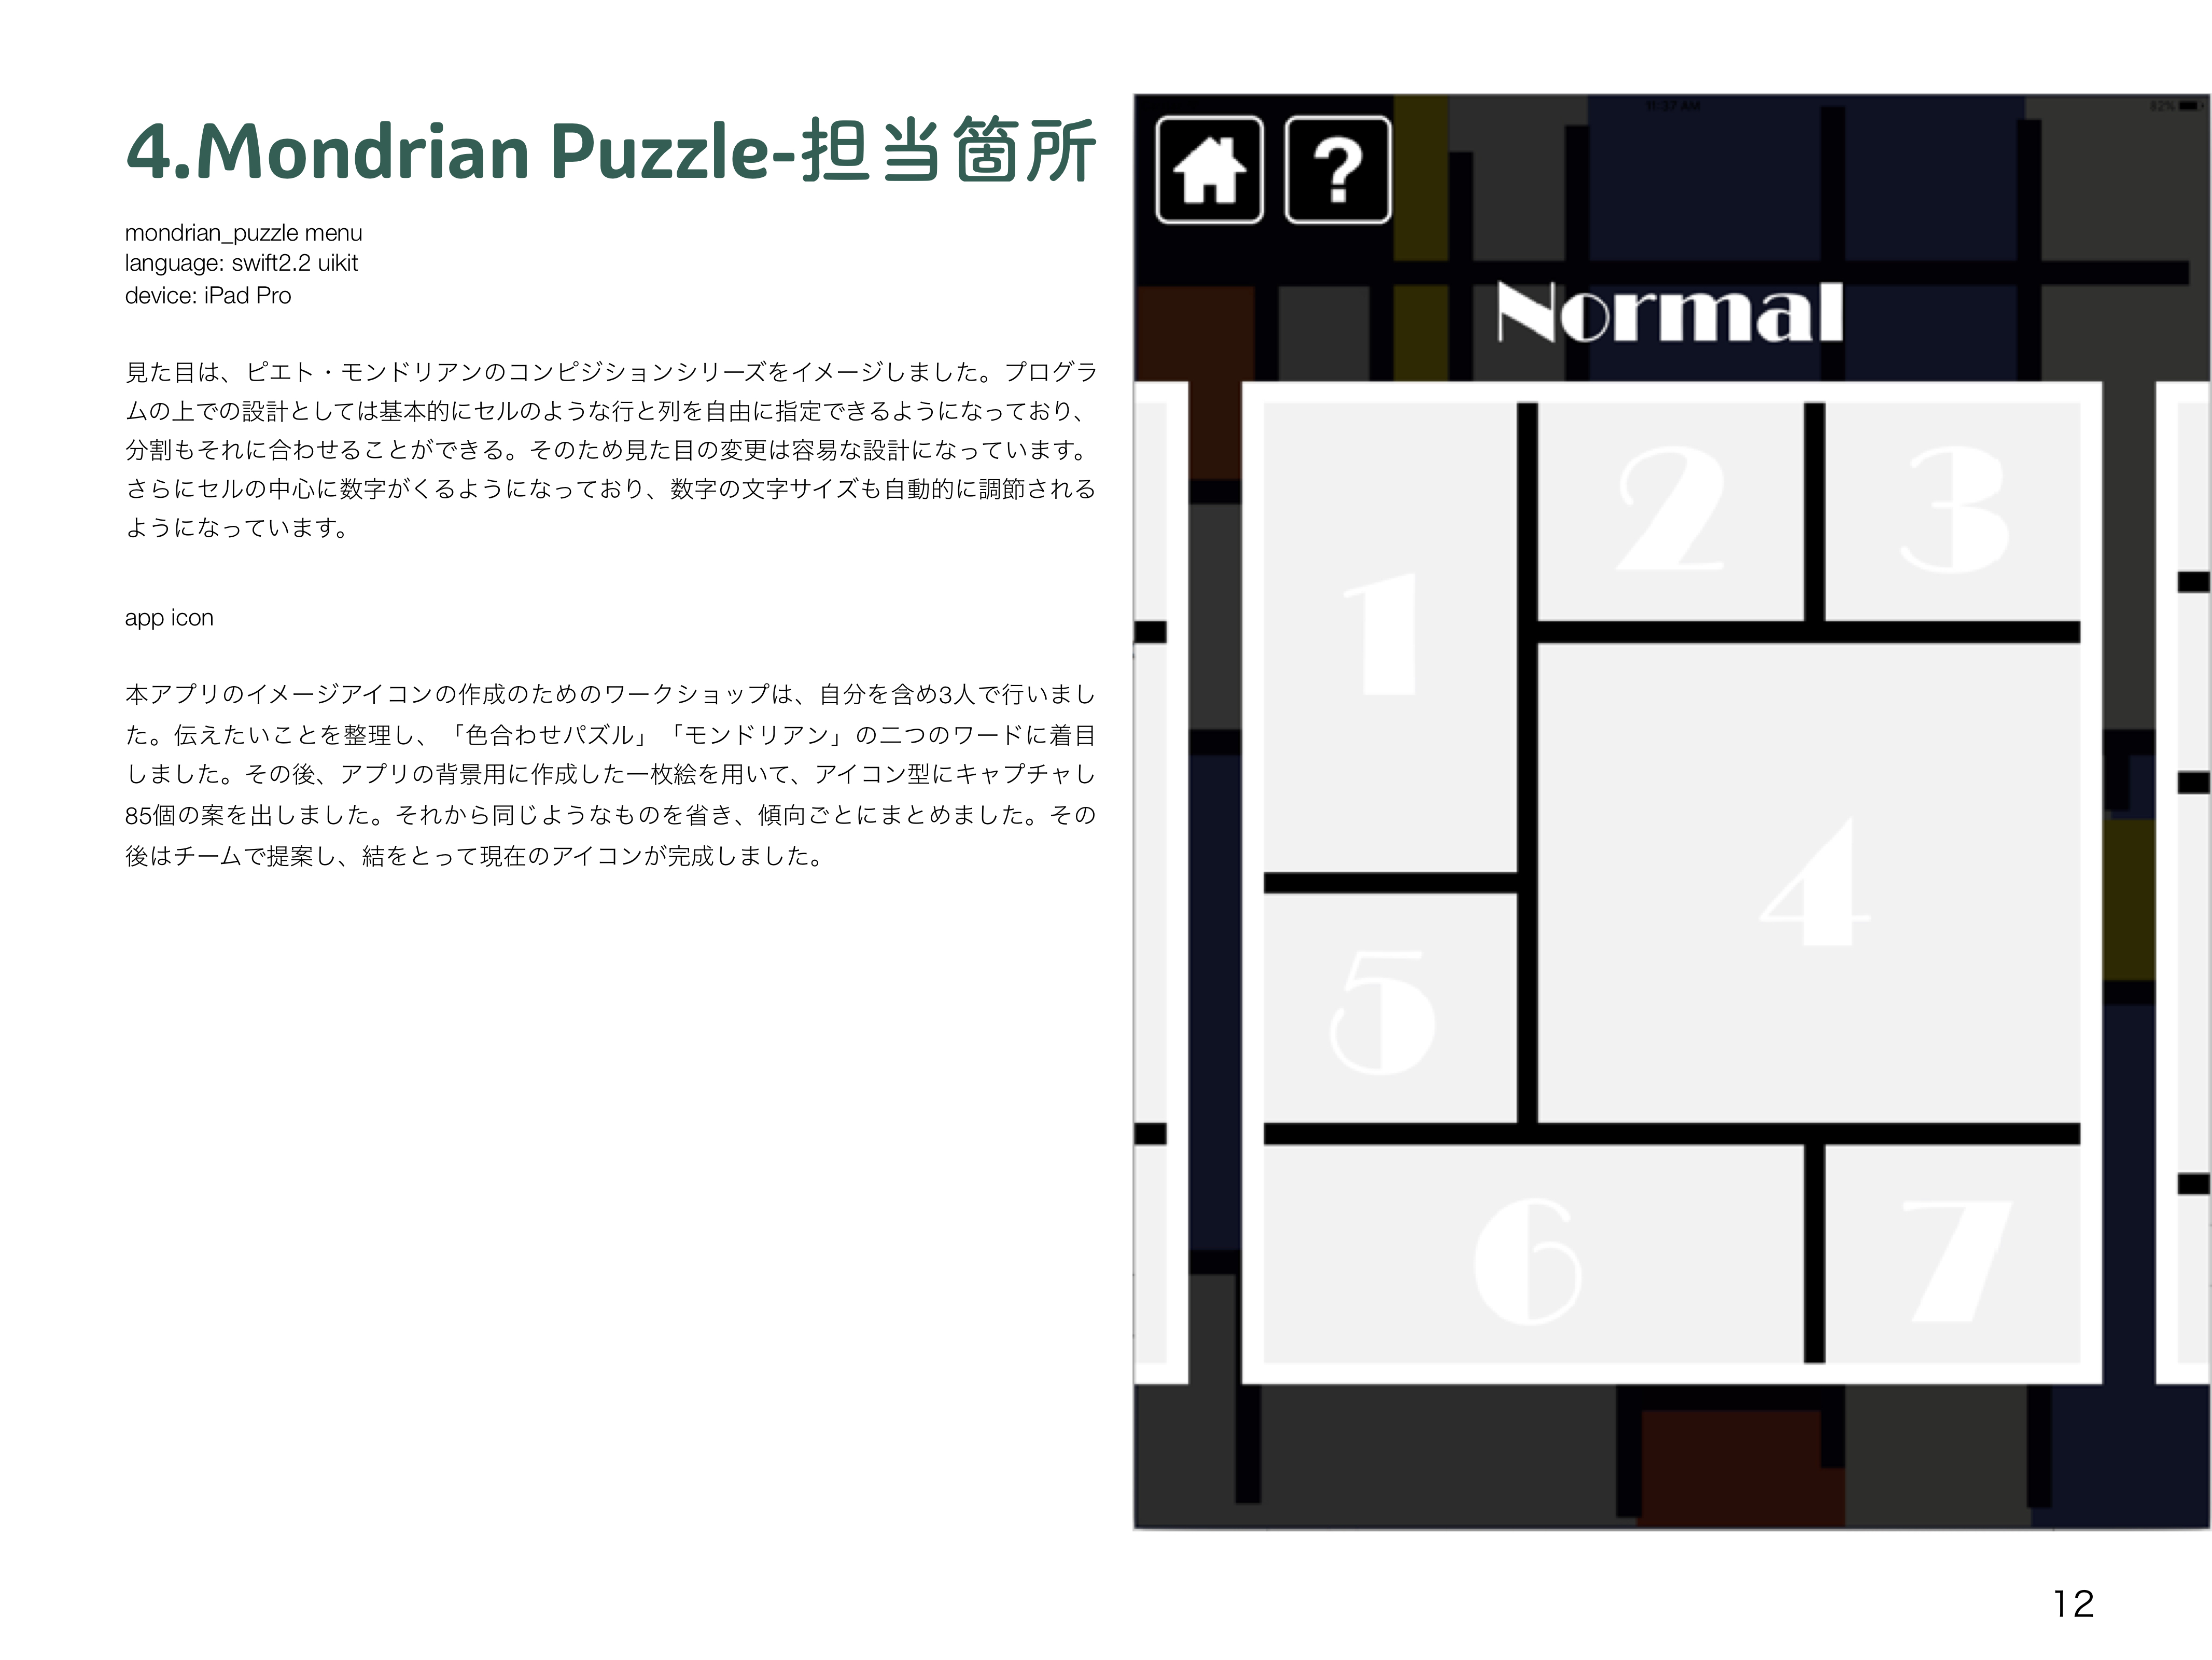 4.Mondrian Puzzle-担当箇所
mondrian_puzzle menu
language: swift2.2 uikit
device: iPad Pro
見た目は、ピエト・モンドリアンのコンピジションシリーズをイメージしました。プログラ
ムの上での設計としては基本的にセルのような行と列を自由に指定できるようになっており、
分割もそれに合わせることができる。そのため見た目の変更は容易な設計になっています。
さらにセルの中心に数字がくるようになっており、数字の文字サイズも自動的に調節される
ようになっています。
app icon
本アプリのイメージアイコンの作成のためのワークショップは、自分を含め3人で行いまし
た。伝えたいことを整理し、「色合わせパズル」「モンドリアン」の二つのワードに着目
しました。その後、アプリの背景用に作成した一枚絵を用いて、アイコン型にキャプチャし
85個の案を出しました。それから同じようなものを省き、傾向ごとにまとめました。その
後はチームで提案し、結をとって現在のアイコンが完成しました。
11:37 AM
82%
?
Normal
1
2
3
4
5
6
7
12